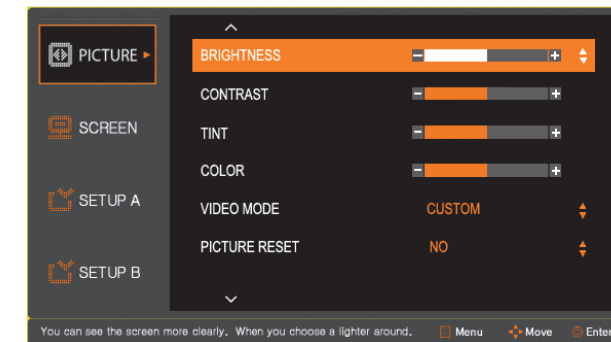 PICTURE
SCREEN
SETUP A
SETUP B
BRIGHTNESS
CONTRAST
TINT
COLOR
VIDEO MODE CUSTOM
PICTURE RESET NO
You can see the screen more clearly. When you choose a lighter around. Menu Move Enter